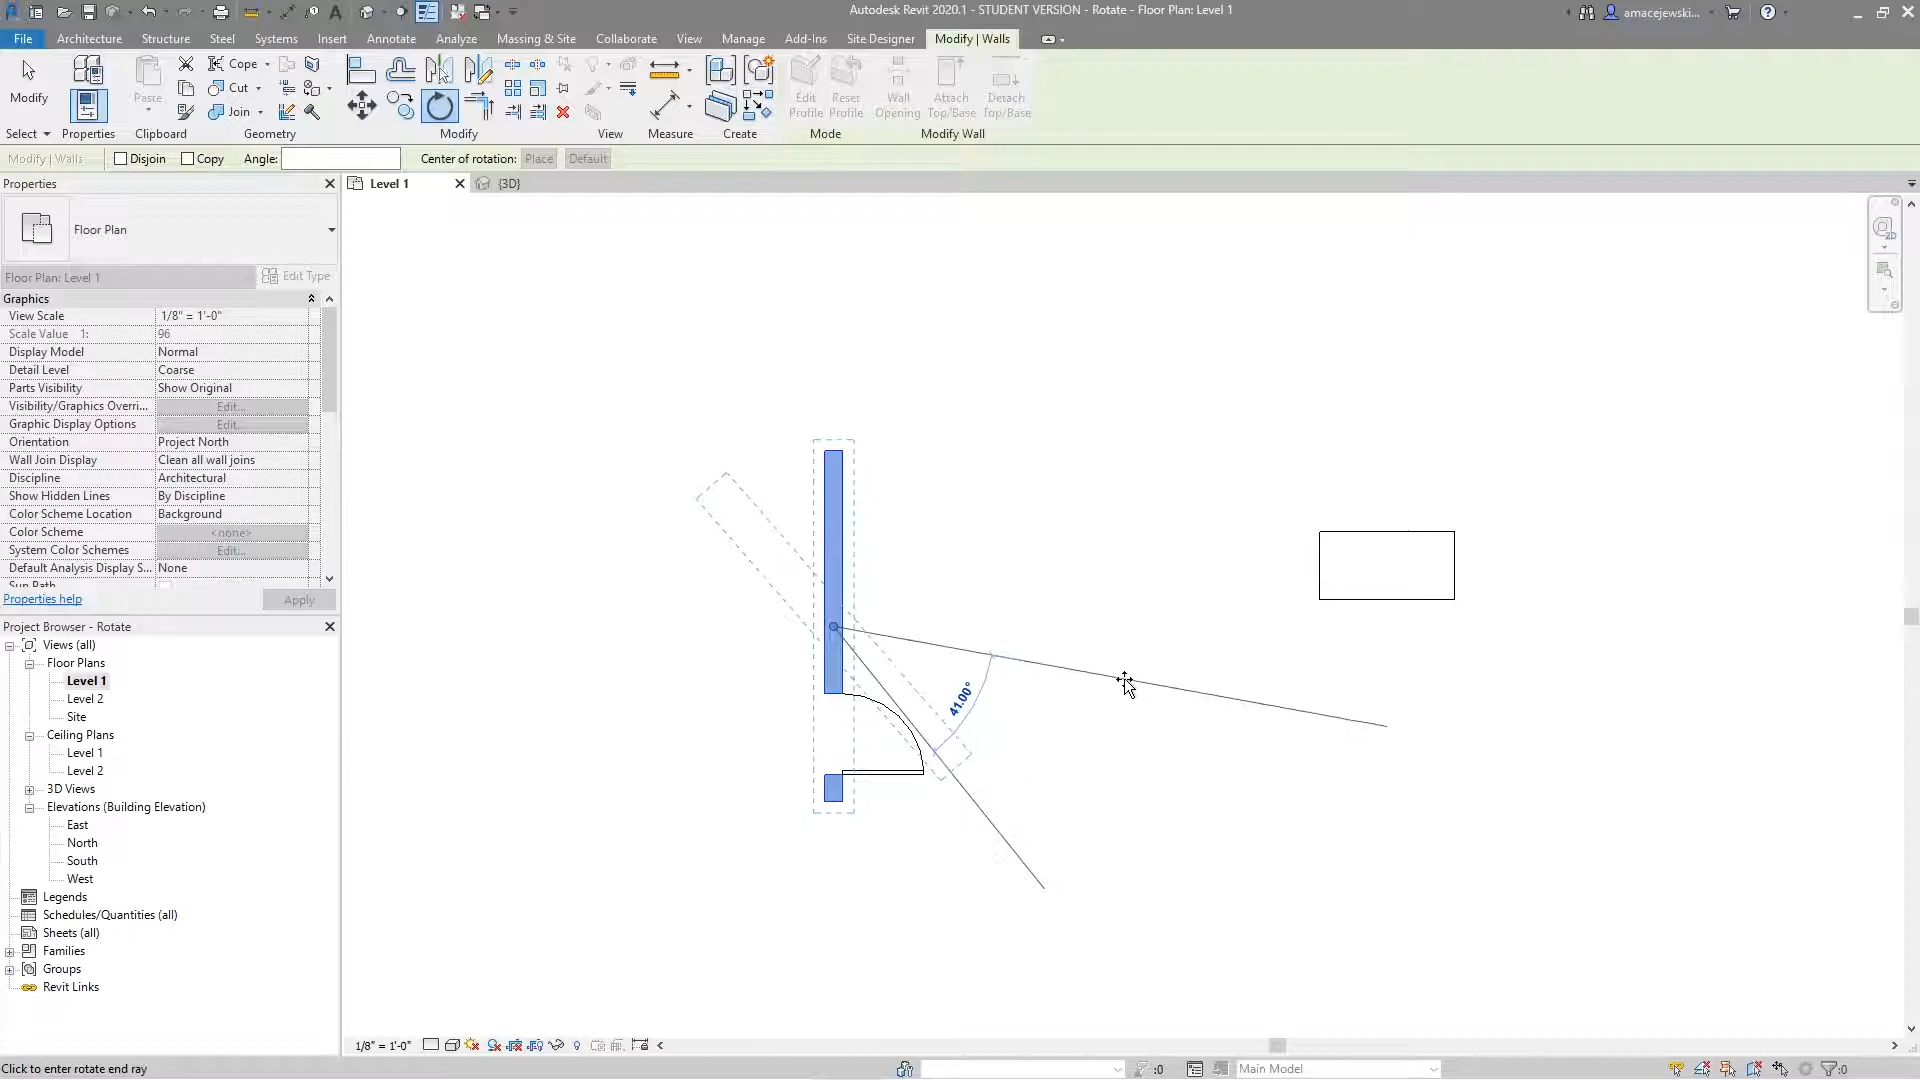 Autodesk Revit 2020.1 - STUDENT VERSION - Rotate - Floor Plan: Level 1
amacejewski...
File Architecture Structure Steel Systems Insert Annotate Analyze Massing & Site Collaborate View Manage Add-Ins Site Designer Modify | Walls
Modify
Paste
Cope
Cut
Join
Edit Profile
Reset Profile
Wall Opening
Attach Top/Base
Detach Top/Base
Select Properties Clipboard Geometry Modify View Measure Create Mode Modify Wall
Modify | Walls Disjoin Copy Angle: Center of rotation: Place Default
Properties
Level 1
{3D}
Floor Plan
Floor Plan: Level 1 Edit Type
Graphics
View Scale 1/8" = 1'-0"
Scale Value 1: 96
Display Model Normal
Detail Level Coarse
Parts Visibility Show Original
Visibility/Graphics Overri... Edit...
Graphic Display Options Edit...
Orientation Project North
Wall Join Display Clean all wall joins
Discipline Architectural
Show Hidden Lines By Discipline
Color Scheme Location Background
Color Scheme <none>
System Color Schemes Edit...
Default Analysis Display S... None
Sun Path
Properties help Apply
Project Browser - Rotate
Views (all)
Floor Plans
Level 1
Level 2
Site
Ceiling Plans
Level 1
Level 2
3D Views
Elevations (Building Elevation)
East
North
South
West
Legends
Schedules/Quantities (all)
Sheets (all)
Families
Groups
Revit Links
2D
41.00°
1/8" = 1'-0"
Click to enter rotate end ray
:0
Main Model
:0